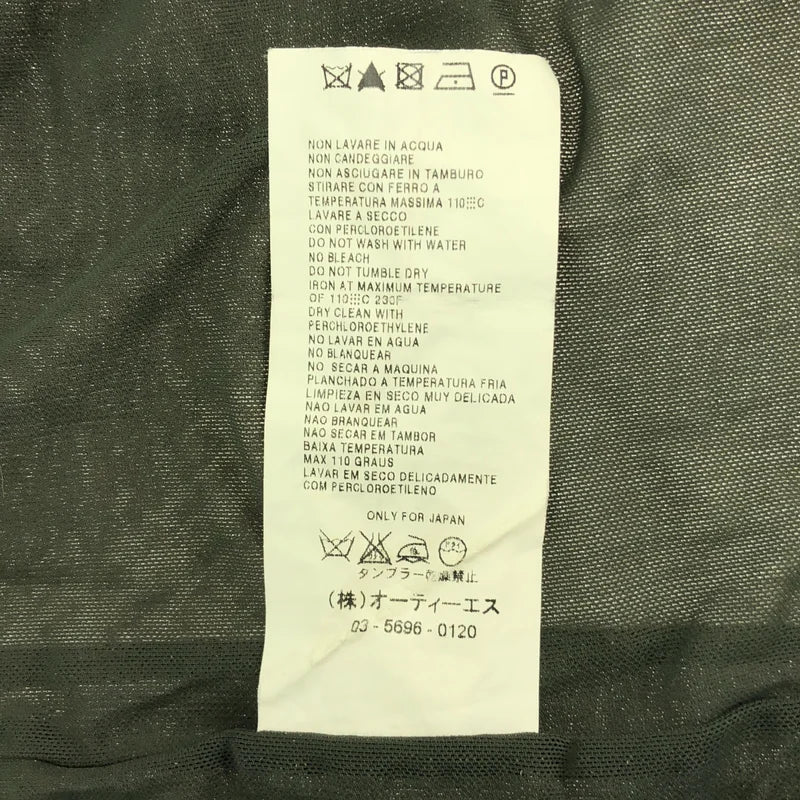 P
NON LAVARE IN ACQUA
NON CANDEGGIARE
NON ASCIUGARE IN TAMBURO
STIRARE CON FERRO A
TEMPERATURA MASSIMA 110⁝⁝⁝C
LAVARE A SECCO
CON PERCLOROETILENE
DO NOT WASH WITH WATER
NO BLEACH
DO NOT TUMBLE DRY
IRON AT MAXIMUM TEMPERATURE
OF 110⁝⁝⁝C 230F
DRY CLEAN WITH
PERCHLOROETHYLENE
NO LAVAR EN AGUA
NO BLANQUEAR
NO SECAR A MAQUINA
PLANCHADO A TEMPERATURA FRIA
LIMPIEZA EN SECO MUY DELICADA
NAO LAVAR EM AGUA
NAO BRANQUEAR
NAO SECAR EM TAMBOR
BAIXA TEMPERATURA
MAX 110 GRAUS
LAVAR EM SECO DELICADAMENTE
COM PERCLOROETILENO
ONLY FOR JAPAN
タンブラー乾燥禁止
(株)オーティーエス
03-5696-0120